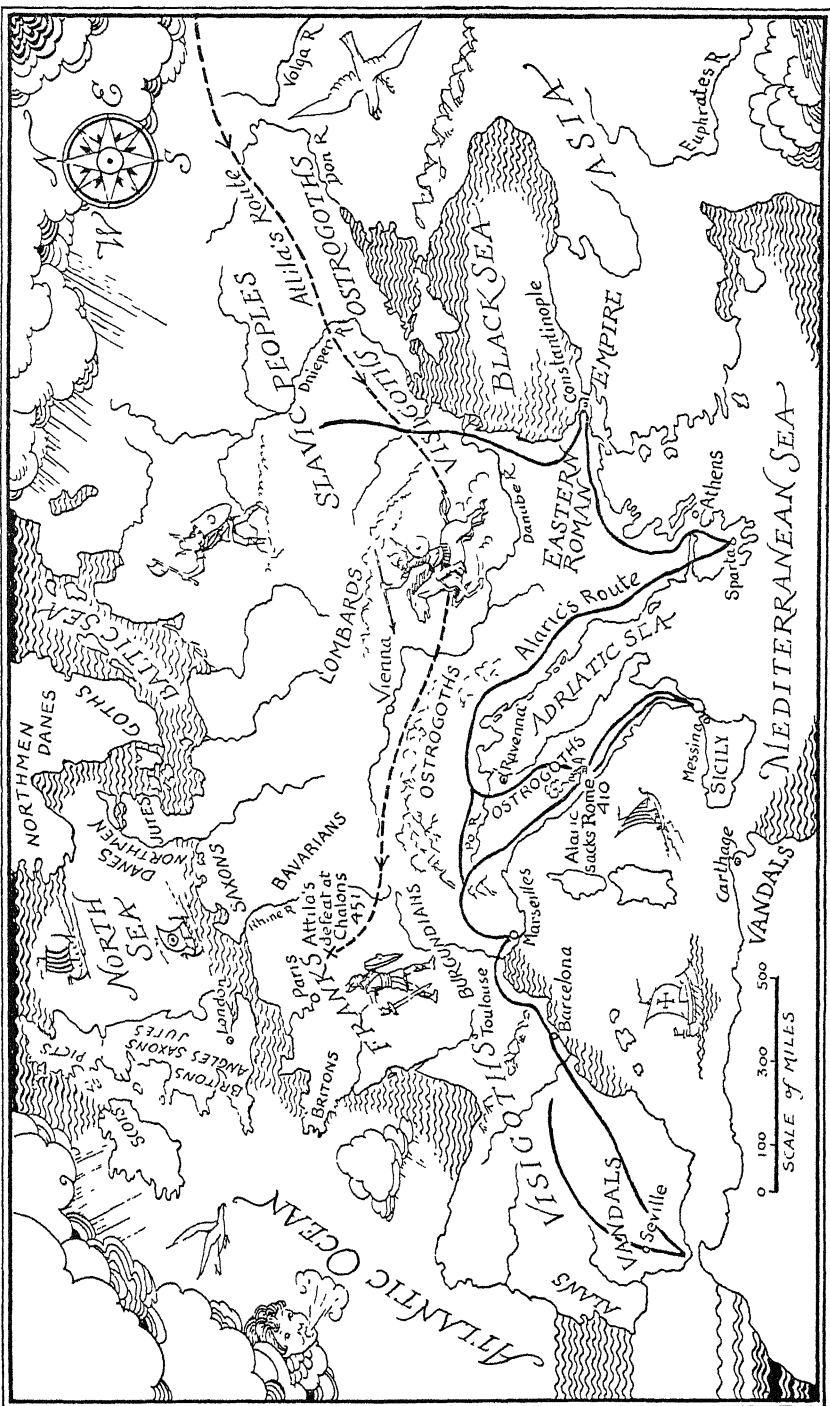 N
E
S
W
Volga R
Don R
Attila's Route
OSTROGOTHS
SLAVIC PEOPLES
Dnieper R
VISIGOTHS
BLACK SEA
ASIA
Euphrates R
Constantinople
EASTERN
ROMAN EMPIRE
Danube R
Athens
Sparta
MEDITERRANEAN SEA
Alaric's Route
ADRIATIC SEA
LOMBARDS
Vienna
OSTROGOTHS
Ravenna
OSTROGOTHS
Po R
Alaric
sacks Rome
410
Messina
SICILY
Carthage
VANDALS
BALTIC SEA
GOTHS
NORTHMEN
DANES
JUTES
DANES
NORTHMEN
SAXONS
NORTH
SEA
Rhine R
BAVARIANS
Attila's
defeat at
Chalons
451
Paris
FRANKS
BURGUNDIANS
Marseilles
Toulouse
Barcelona
VISIGOTHS
London
PICTS
BRITONS
ANGLES SAXONS
JUTES
SCOTS
BRITONS
ATLANTIC OCEAN
VANDALS
Seville
ALANS
0 100 300 500
SCALE of MILES